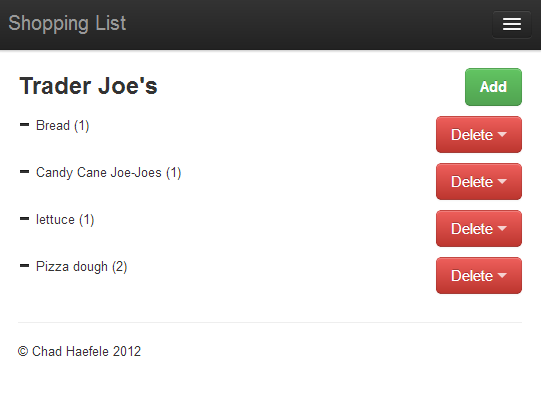 Shopping List
Trader Joe's
Add
Bread (1)
Delete
Candy Cane Joe-Joes (1)
Delete
lettuce (1)
Delete
Pizza dough (2)
Delete
© Chad Haefele 2012